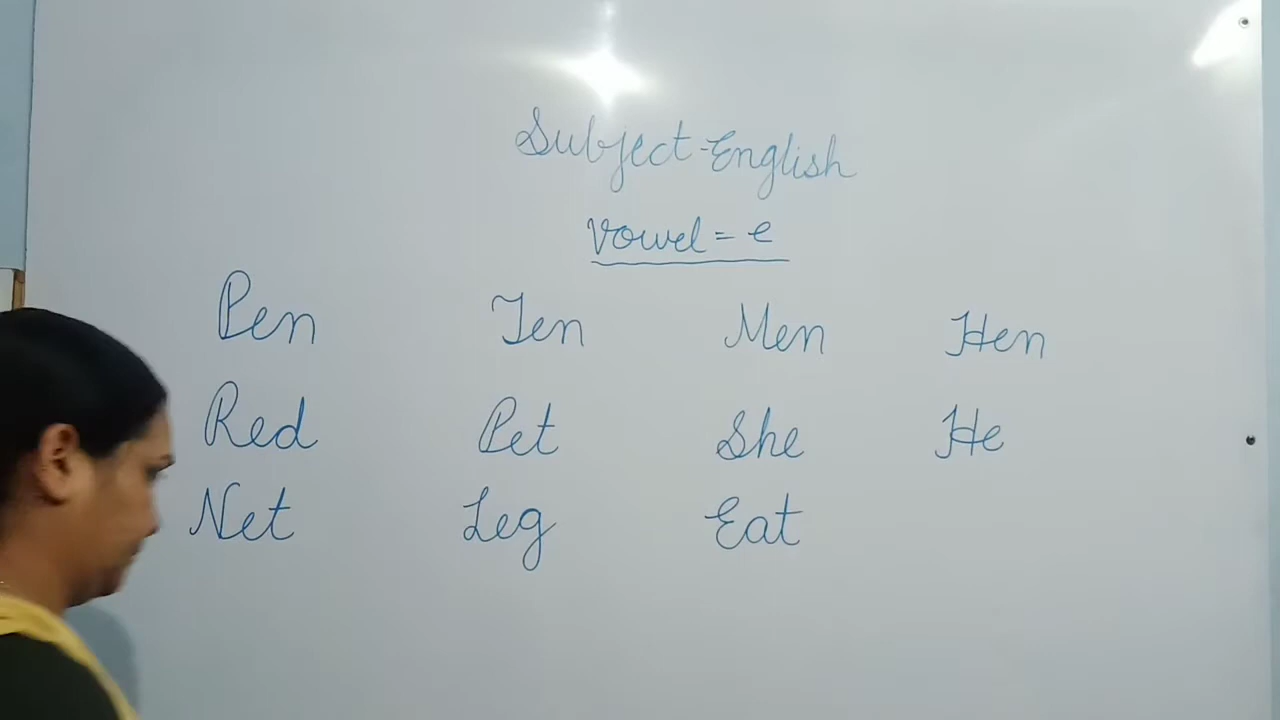 Subject-English
Vowel = e
Pen Ten Men Hen
Red Pet She He
Net Leg Eat